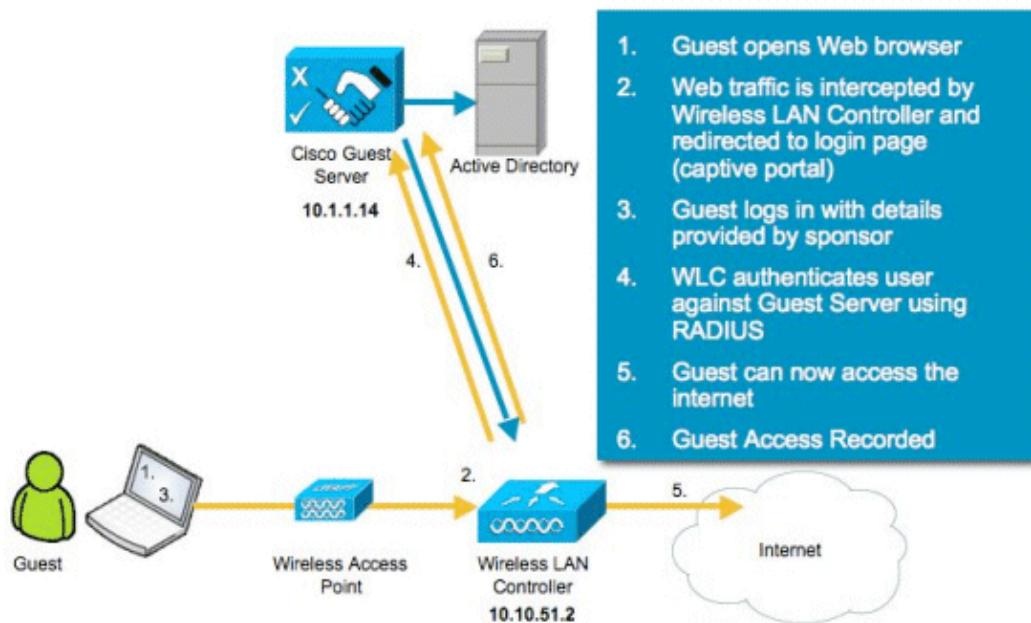 1. Guest opens Web browser
2. Web traffic is intercepted by
Wireless LAN Controller and
redirected to login page
(captive portal)
3. Guest logs in with details
provided by sponsor
4. WLC authenticates user
against Guest Server using
RADIUS
5. Guest can now access the
internet
6. Guest Access Recorded
X
✓
Cisco Guest
Server
10.1.1.14
Active Directory
4.
6.
1.
3.
2.
5.
Guest
Wireless Access
Point
Wireless LAN
Controller
10.10.51.2
Internet